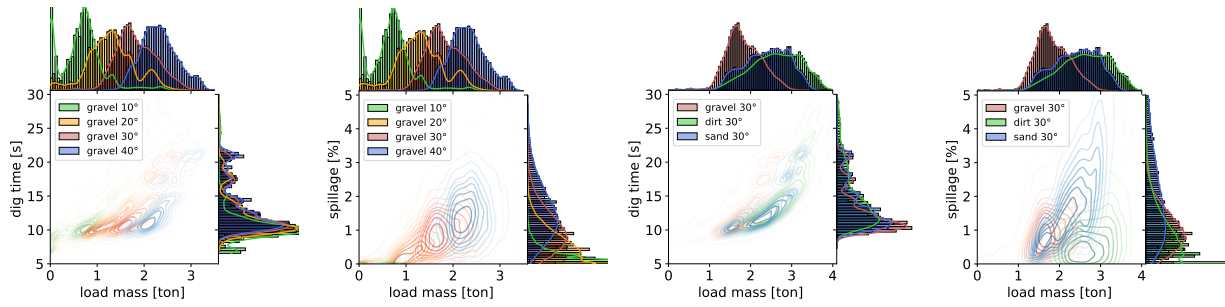 30
25
20
15
10
5
dig time [s]
gravel 10°
gravel 20°
gravel 30°
gravel 40°
0
1
2
3
load mass [ton]
5
4
3
2
1
0
spillage [%]
gravel 10°
gravel 20°
gravel 30°
gravel 40°
0
1
2
3
load mass [ton]
30
25
20
15
10
5
dig time [s]
gravel 30°
dirt 30°
sand 30°
0
1
2
3
4
load mass [ton]
5
4
3
2
1
0
spillage [%]
gravel 30°
dirt 30°
sand 30°
0
1
2
3
4
load mass [ton]